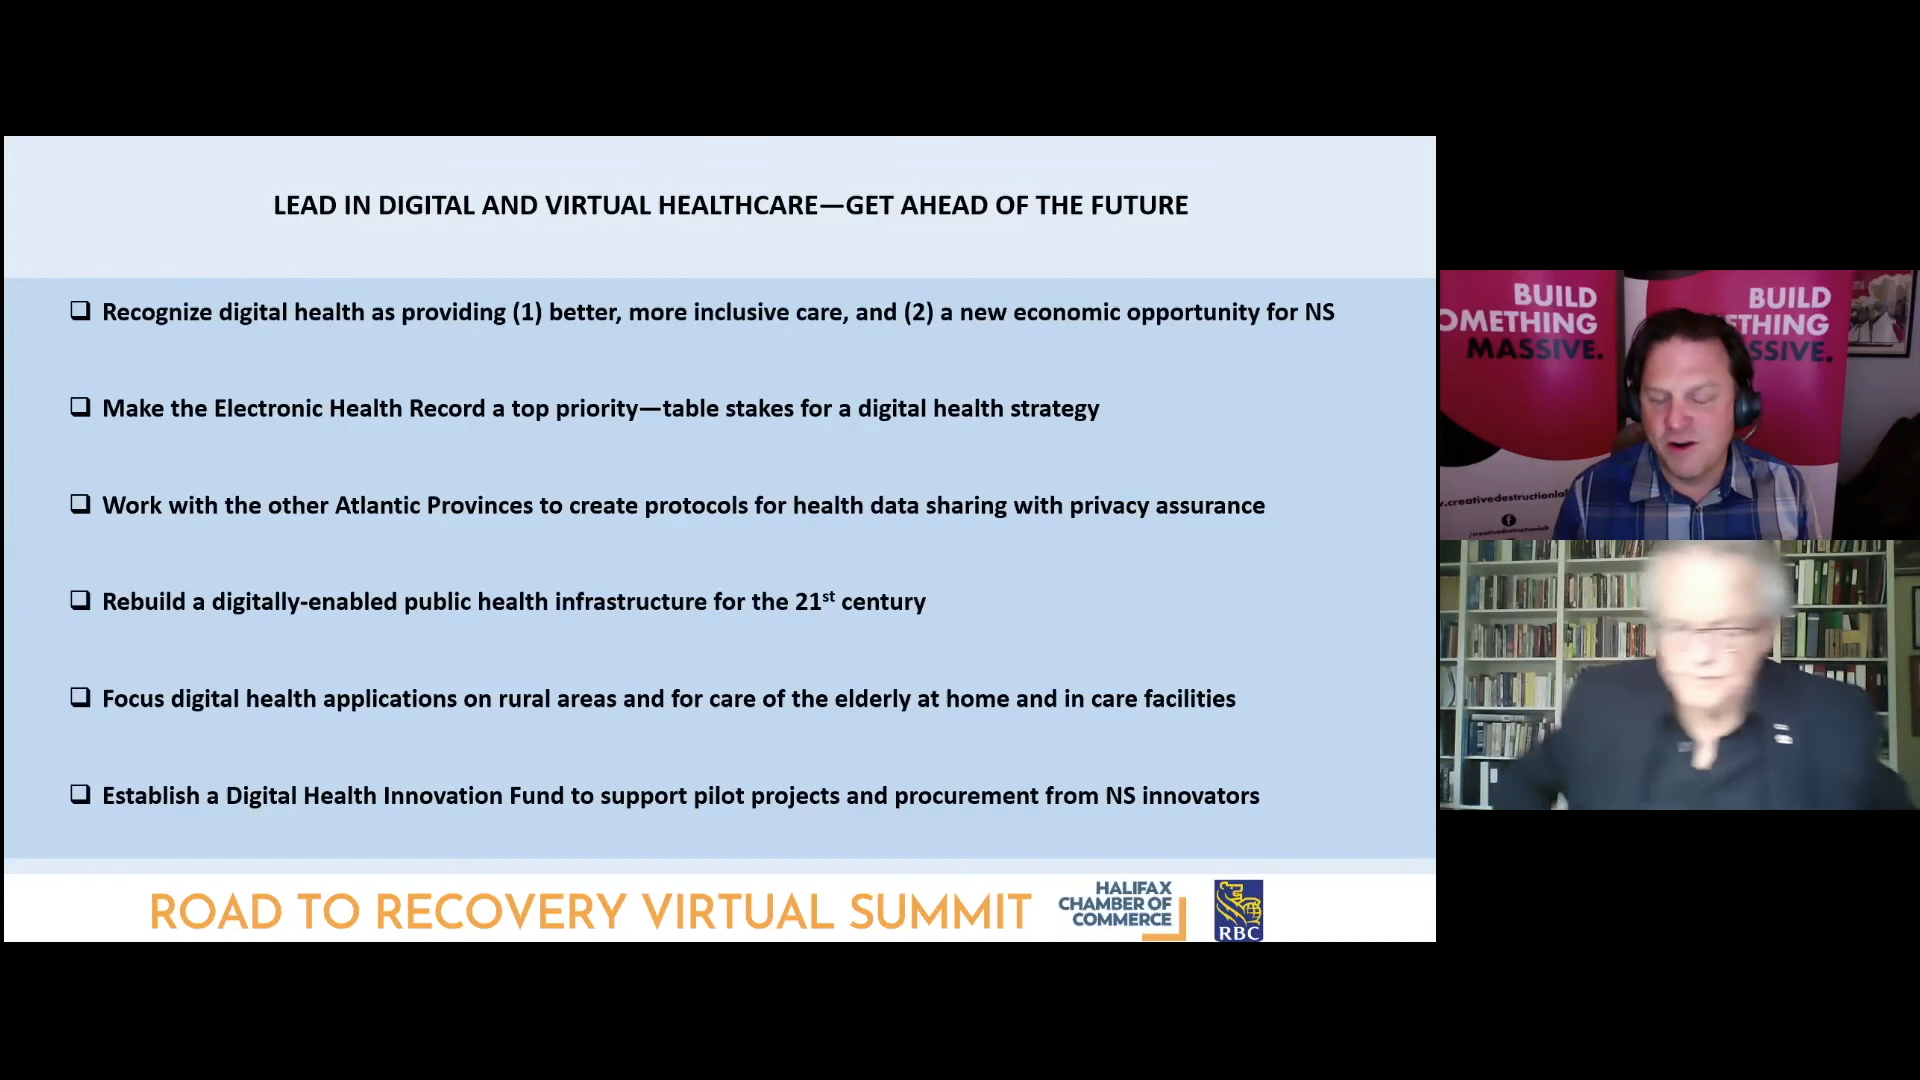 LEAD IN DIGITAL AND VIRTUAL HEALTHCARE—GET AHEAD OF THE FUTURE
❑ Recognize digital health as providing (1) better, more inclusive care, and (2) a new economic opportunity for NS
❑ Make the Electronic Health Record a top priority—table stakes for a digital health strategy
❑ Work with the other Atlantic Provinces to create protocols for health data sharing with privacy assurance
❑ Rebuild a digitally-enabled public health infrastructure for the 21st century
❑ Focus digital health applications on rural areas and for care of the elderly at home and in care facilities
❑ Establish a Digital Health Innovation Fund to support pilot projects and procurement from NS innovators
ROAD TO RECOVERY VIRTUAL SUMMIT
HALIFAX
CHAMBER OF
COMMERCE
RBC
BUILD
OMETHING
MASSIVE.
.creativedestructionla
/creativedestructionlab
BUILD
ETHING
SSIVE.